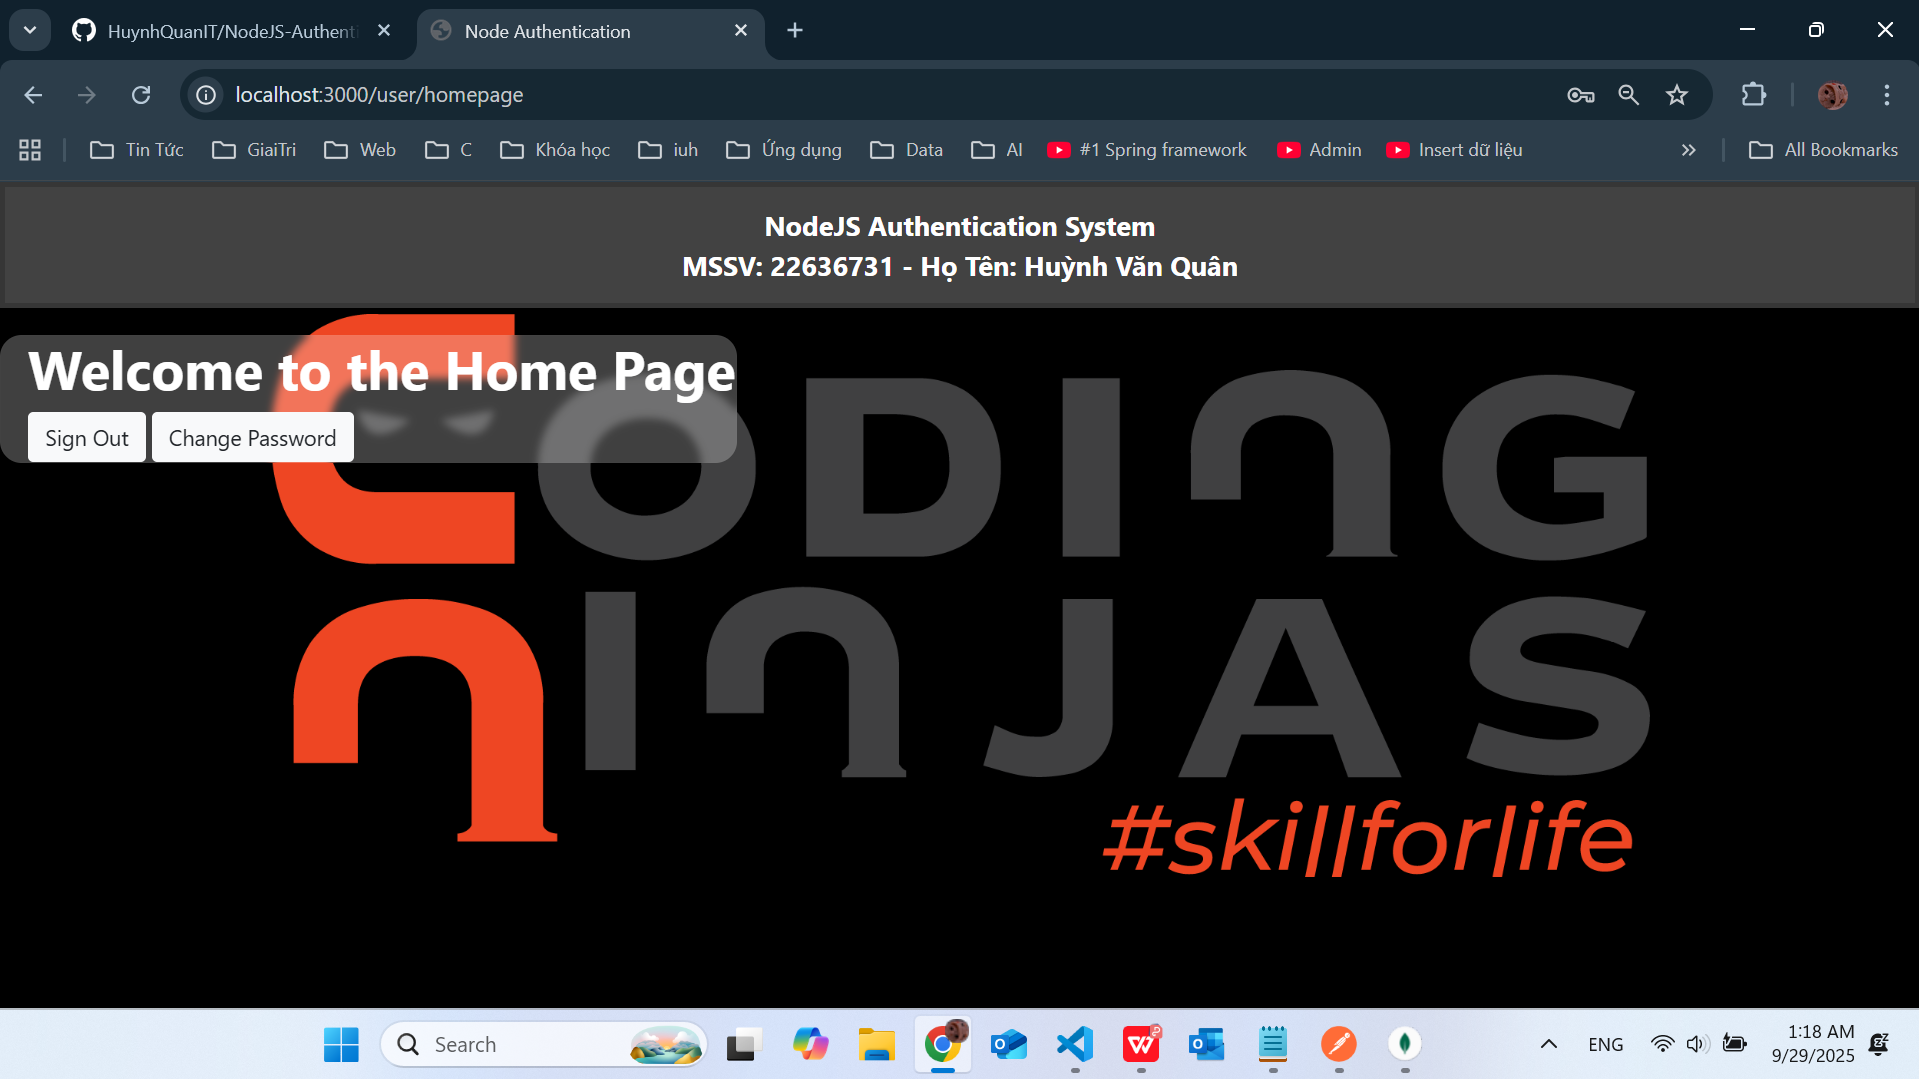 HuynhQuanIT/NodeJS-Authenti
Node Authentication
localhost:3000/user/homepage
Tin Tức
GiaiTri
Web
C
Khóa học
iuh
Ứng dụng
Data
AI
#1 Spring framework
Admin
Insert dữ liệu
All Bookmarks
NodeJS Authentication System
MSSV: 22636731 - Họ Tên: Huỳnh Văn Quân
Welcome to the Home Page
Sign Out
Change Password
CODING
NINJAS
#skillforlife
Search
ENG
1:18 AM
9/29/2025